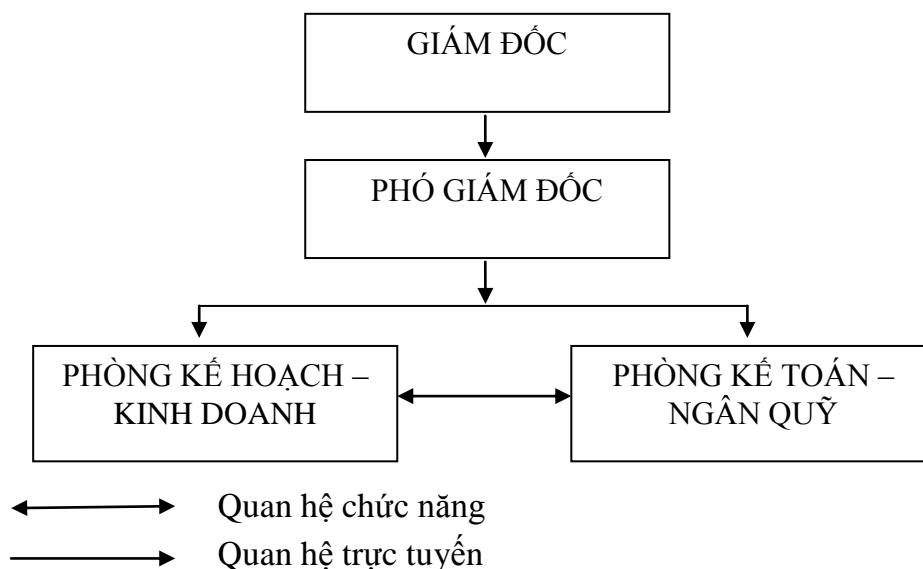 GIÁM ĐỐC
PHÓ GIÁM ĐỐC
PHÒNG KẾ HOẠCH –
KINH DOANH
PHÒNG KẾ TOÁN –
NGÂN QUỸ
Quan hệ chức năng
Quan hệ trực tuyến